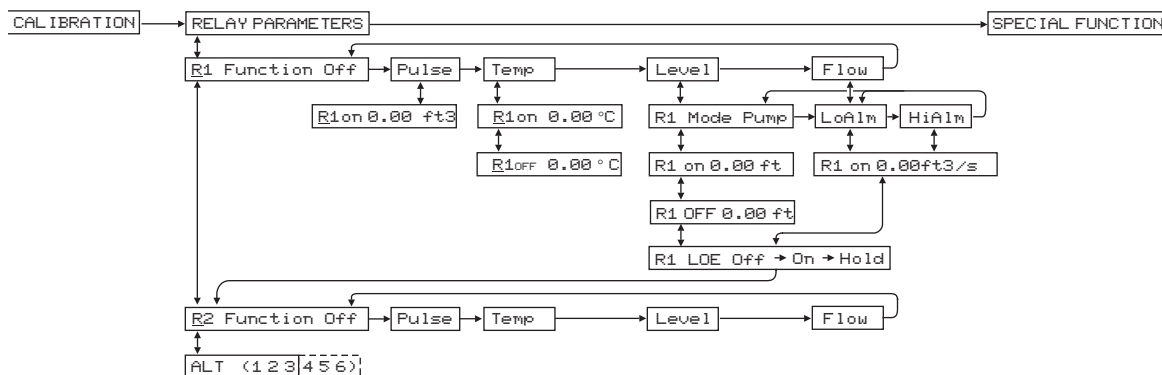 CALIBRATION RELAY PARAMETERS SPECIAL FUNCTION
R1 Function Off Pulse Temp Level Flow
R1on 0.00 ft3 R1on 0.00 °C R1 Mode Pump LoAlm HiAlm
R1OFF 0.00 °C R1 on 0.00 ft R1 on 0.00ft3/s
R1 OFF 0.00 ft
R1 LOE Off → On → Hold
R2 Function Off Pulse Temp Level Flow
ALT (1 2 3 4 5 6)